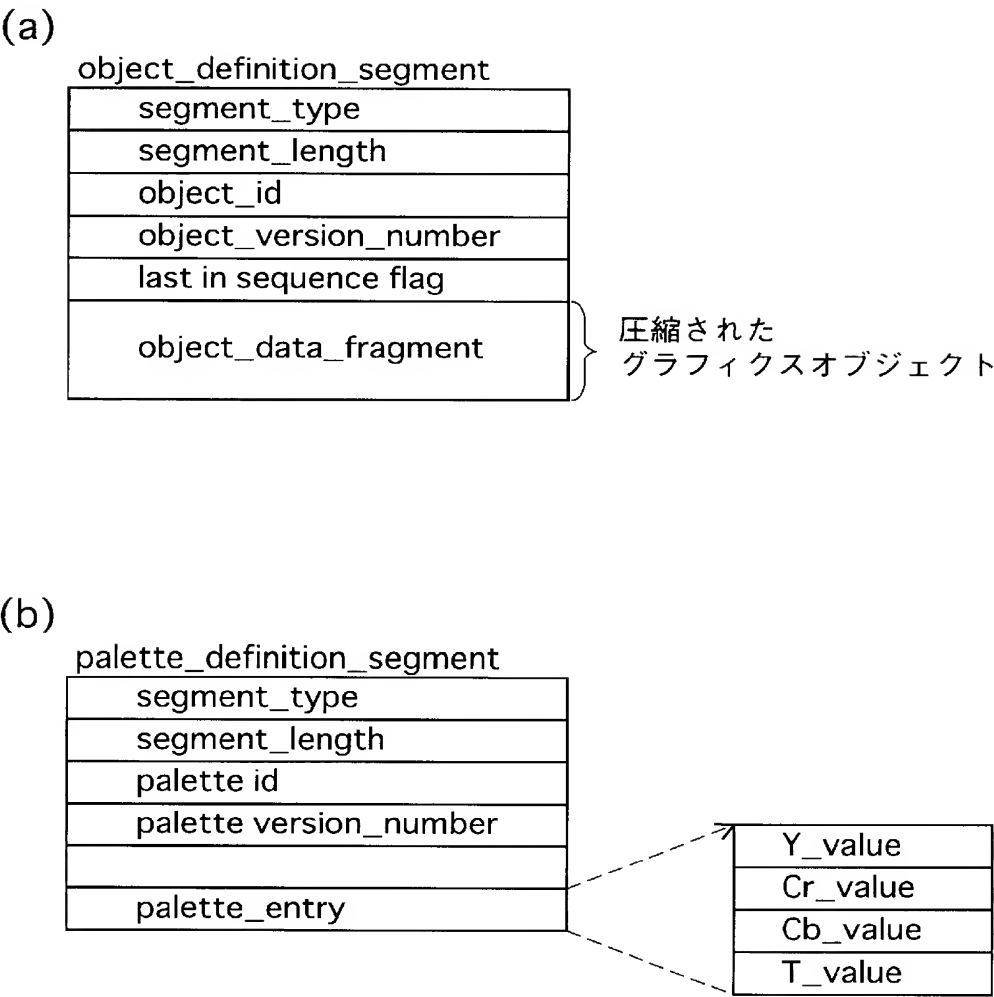 (a)
object_definition_segment
segment_type
segment_length
object_id
object_version_number
last in sequence flag
object_data_fragment
圧縮された
グラフィクスオブジェクト
(b)
palette_definition_segment
segment_type
segment_length
palette id
palette version_number
palette_entry
Y_value
Cr_value
Cb_value
T_value